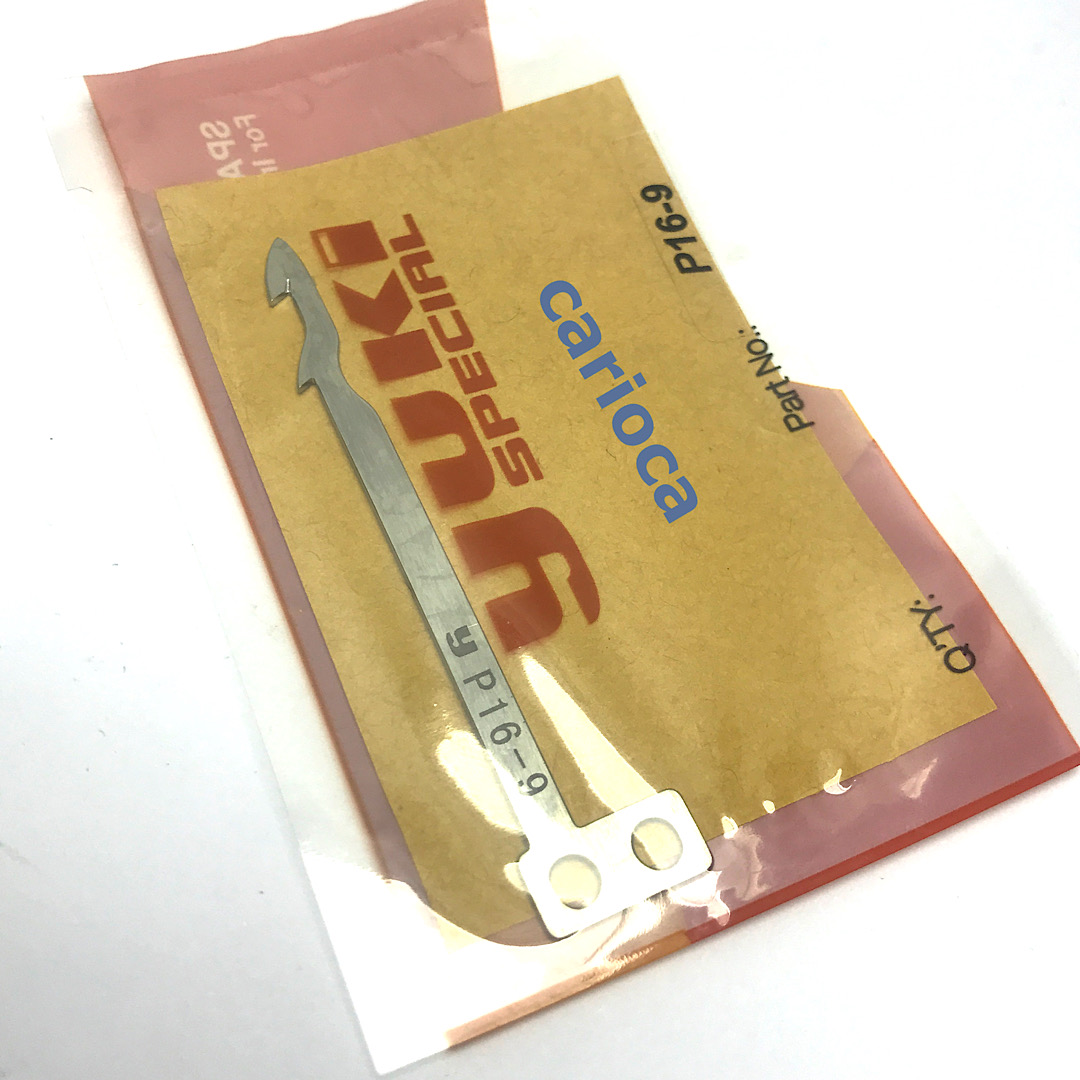 yUKI
SPECIAL
carioca
P16-9
Part No.:
Q'TY:
y P16-9